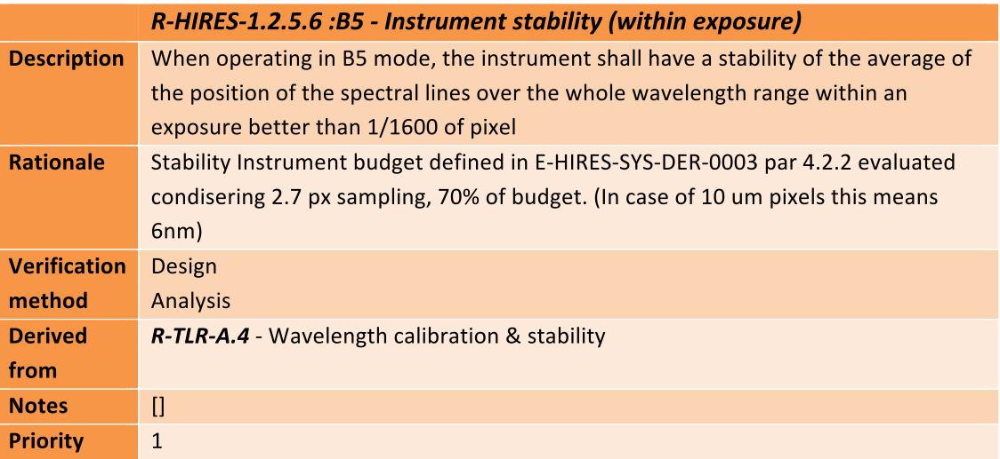 R-HIRES-1.2.5.6 :B5 - Instrument stability (within exposure)
Description
When operating in B5 mode, the instrument shall have a stability of the average of
the position of the spectral lines over the whole wavelength range within an
exposure better than 1/1600 of pixel
Rationale
Stability Instrument budget defined in E-HIRES-SYS-DER-0003 par 4.2.2 evaluated
condisering 2.7 px sampling, 70% of budget. (In case of 10 um pixels this means
6nm)
Verification
method
Design
Analysis
Derived
from
R-TLR-A.4 - Wavelength calibration & stability
Notes
[]
Priority
1